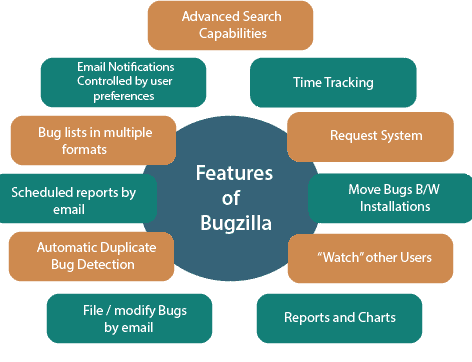 Advanced Search
Capabilities
Email Notifications
Controlled by user
preferences
Time Tracking
Bug lists in multiple
formats
Request System
Features
of
Bugzilla
Scheduled reports by
email
Move Bugs B/W
Installations
Automatic Duplicate
Bug Detection
“Watch” other Users
File / modify Bugs
by email
Reports and Charts